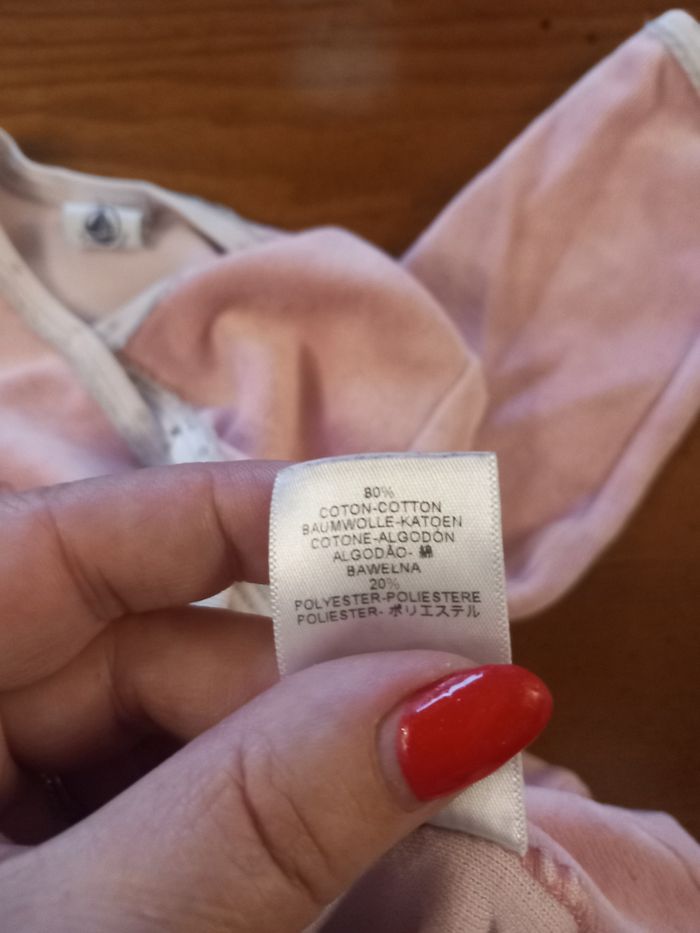 80%
COTON-COTTON
BAUMWOLLE-KATOEN
COTONE-ALGODÓN
ALGODÃO- 綿
BAWEŁNA
20%
POLYESTER-POLIESTERE
POLIESTER- ポリエステル